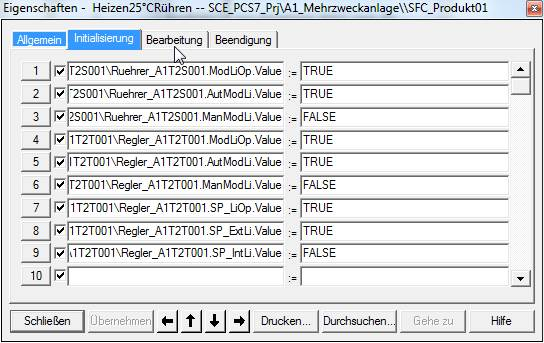 Eigenschaften - Heizen25°CRühren -- SCE_PCS7_Prj\A1_Mehrzweckanlage\\SFC_Produkt01
Allgemein Initialisierung Bearbeitung Beendigung
1 T2S001\Ruehrer_A1T2S001.ModLiOp.Value := TRUE
2 T2S001\Ruehrer_A1T2S001.AutModLi.Value := TRUE
3 2S001\Ruehrer_A1T2S001.ManModLi.Value := FALSE
4 1T2T001\Regler_A1T2T001.ModLiOp.Value := TRUE
5 1T2T001\Regler_A1T2T001.AutModLi.Value := TRUE
6 T2T001\Regler_A1T2T001.ManModLi.Value := FALSE
7 1T2T001\Regler_A1T2T001.SP_LiOp.Value := TRUE
8 1T2T001\Regler_A1T2T001.SP_ExtLi.Value := TRUE
9 \1T2T001\Regler_A1T2T001.SP_IntLi.Value := FALSE
10 :=
Schließen Übernehmen Drucken... Durchsuchen... Gehe zu Hilfe